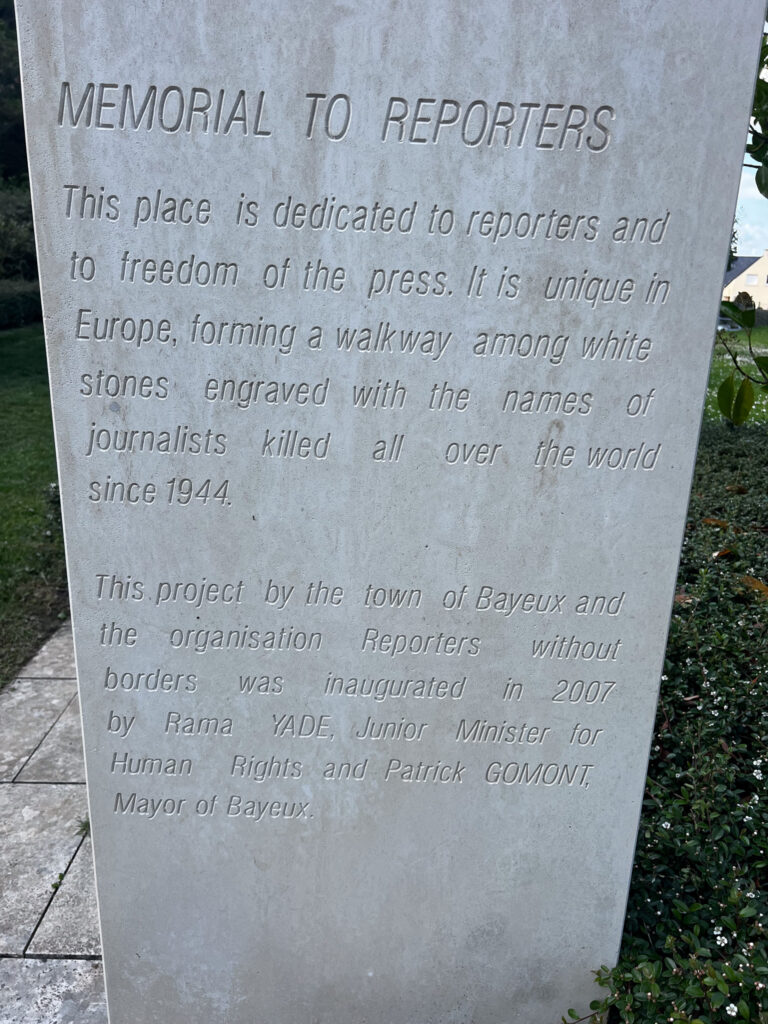 MEMORIAL TO REPORTERS
This place is dedicated to reporters and
to freedom of the press. It is unique in
Europe, forming a walkway among white
stones engraved with the names of
journalists killed all over the world
since 1944.
This project by the town of Bayeux and
the organisation Reporters without
borders was inaugurated in 2007
by Rama YADE, Junior Minister for
Human Rights and Patrick GOMONT,
Mayor of Bayeux.